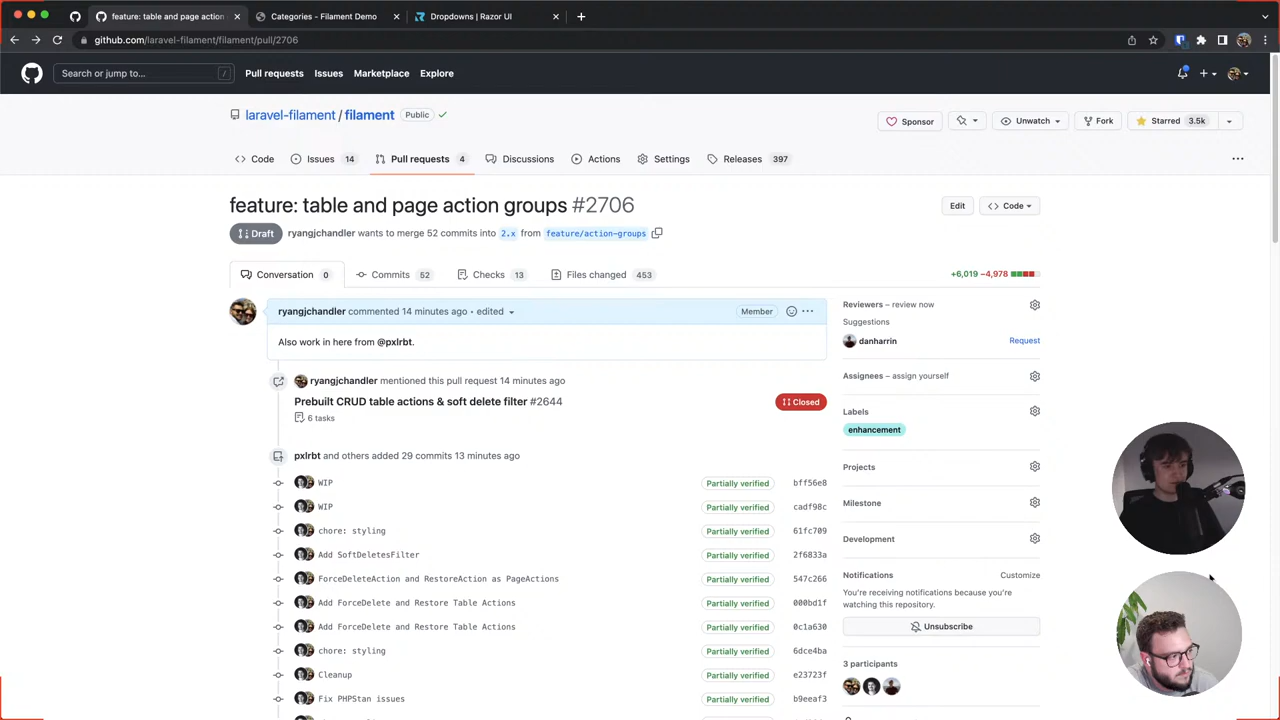 feature: table and page action
Categories - Filament Demo
Dropdowns | Razor UI
github.com/laravel-filament/filament/pull/2706
Search or jump to... /
Pull requests
Issues
Marketplace
Explore
laravel-filament / filament Public
Sponsor
Unwatch
Fork
Starred 3.5k
Code
Issues 14
Pull requests 4
Discussions
Actions
Settings
Releases 397
feature: table and page action groups #2706
Edit
Code
Draft
ryangjchandler wants to merge 52 commits into 2.x from feature/action-groups
Conversation 0
Commits 52
Checks 13
Files changed 453
+6,019 −4,978
ryangjchandler commented 14 minutes ago • edited
Member
Also work in here from @pxlrbt.
ryangjchandler mentioned this pull request 14 minutes ago
Prebuilt CRUD table actions & soft delete filter #2644
Closed
6 tasks
pxlrbt and others added 29 commits 13 minutes ago
WIP Partially verified bff56e8
WIP Partially verified cadf98c
chore: styling Partially verified 61fc709
Add SoftDeletesFilter Partially verified 2f6833a
ForceDeleteAction and RestoreAction as PageActions Partially verified 547c266
Add ForceDelete and Restore Table Actions Partially verified 000bd1f
Add ForceDelete and Restore Table Actions Partially verified 0c1a630
chore: styling Partially verified 6dce4ba
Cleanup Partially verified e23723f
Fix PHPStan issues Partially verified b9eeaf3
Reviewers – review now
Suggestions
danharrin Request
Assignees – assign yourself
Labels
enhancement
Projects
Milestone
Development
Notifications Customize
You're receiving notifications because you're
watching this repository.
Unsubscribe
3 participants